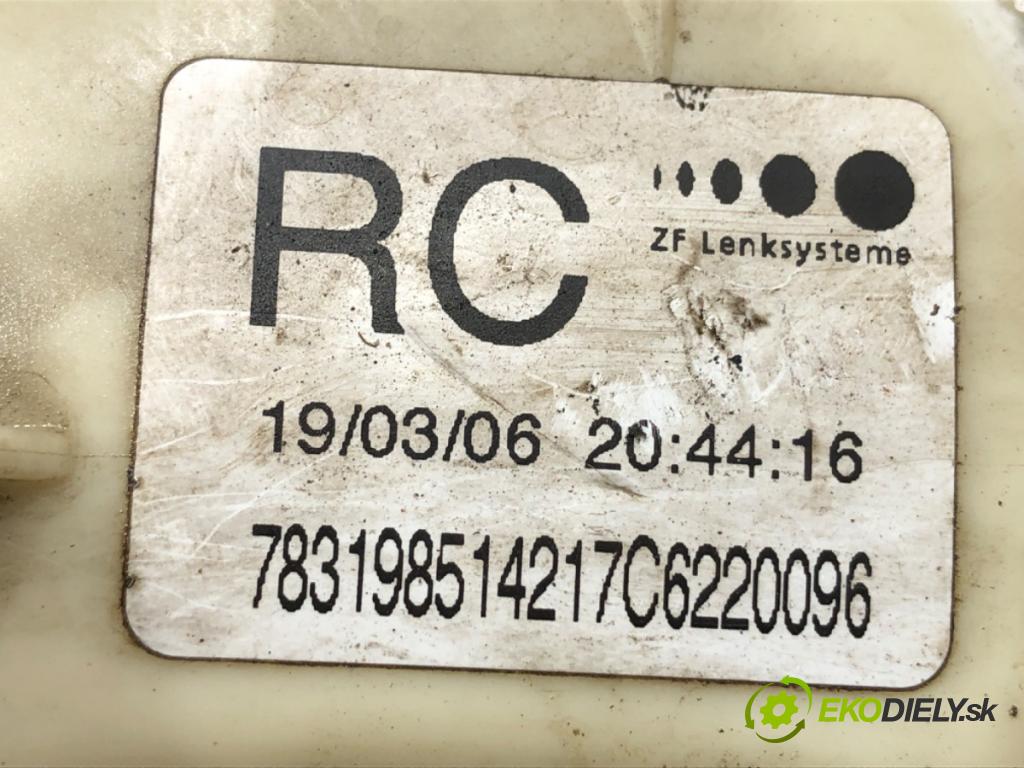 RC
ZF Lenksysteme
19/03/06 20:44:16
783198514217C6220096
EKODIELY.sk